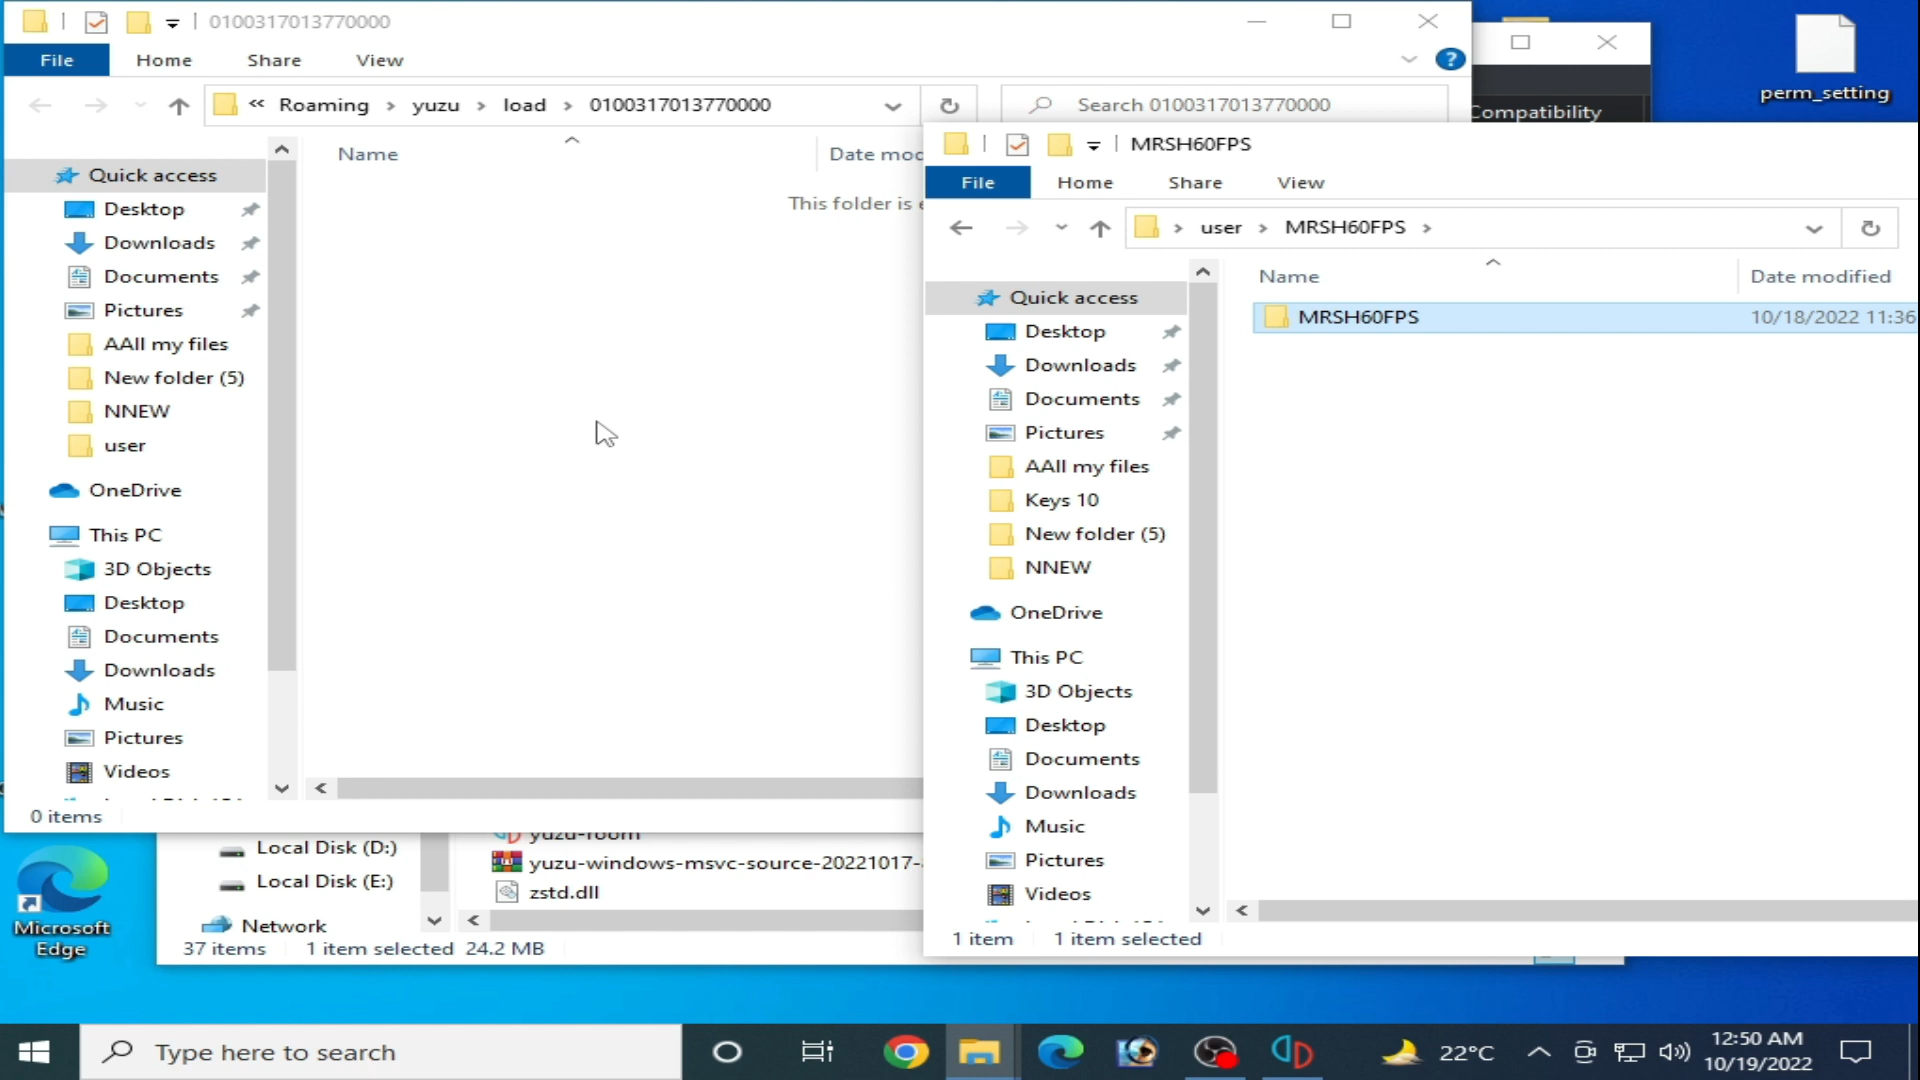 0100317013770000
File
Home
Share
View
« Roaming > yuzu > load > 0100317013770000
Search 0100317013770000
Compatibility
perm_setting
Name
Date mod
This folder is e
Quick access
Desktop
Downloads
Documents
Pictures
AAll my files
New folder (5)
NNEW
user
OneDrive
This PC
3D Objects
Desktop
Documents
Downloads
Music
Pictures
Videos
0 items
MRSH60FPS
File
Home
Share
View
> user > MRSH60FPS >
Name
Date modified
MRSH60FPS
10/18/2022 11:36
Quick access
Desktop
Downloads
Documents
Pictures
AAll my files
Keys 10
New folder (5)
NNEW
OneDrive
This PC
3D Objects
Desktop
Documents
Downloads
Music
Pictures
Videos
1 item
1 item selected
Local Disk (D:)
Local Disk (E:)
Network
yuzu-room
yuzu-windows-msvc-source-20221017-
zstd.dll
37 items
1 item selected 24.2 MB
Microsoft
Edge
Type here to search
22°C
12:50 AM
10/19/2022